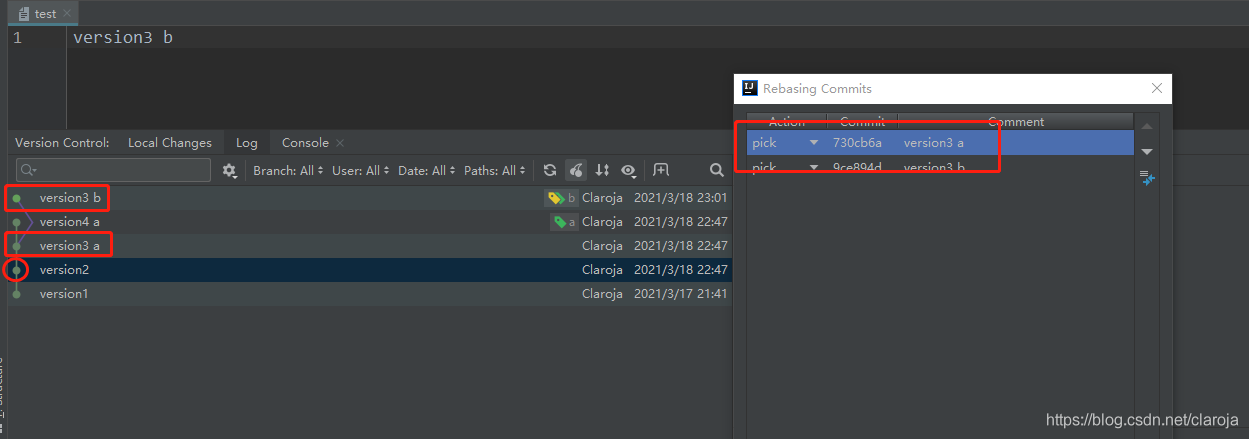 test
1 version3 b
Rebasing Commits
Action Commit Comment
pick 730cb6a version3 a
pick 9ce894d version3 b
Version Control: Local Changes Log Console
Branch: All User: All Date: All Paths: All
version3 b b Claroja 2021/3/18 23:01
version4 a a Claroja 2021/3/18 22:47
version3 a Claroja 2021/3/18 22:47
version2 Claroja 2021/3/18 22:47
version1 Claroja 2021/3/17 21:41
https://blog.csdn.net/claroja